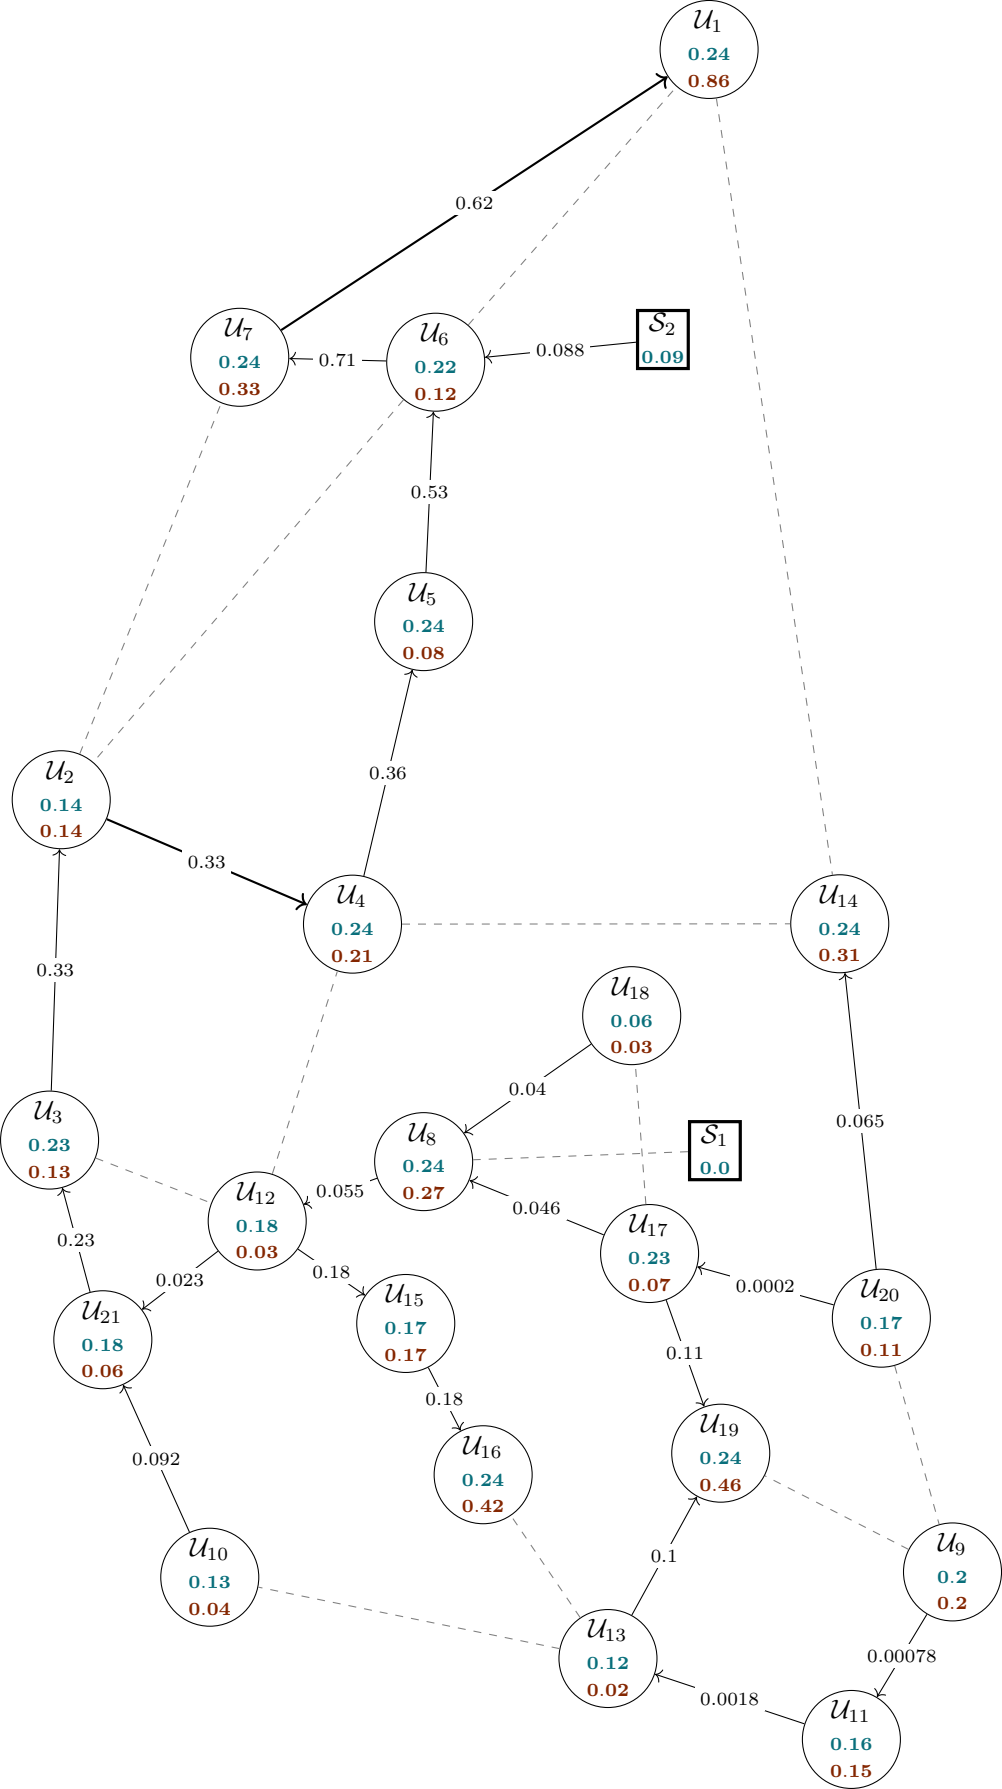 𝒰₁
0.24
0.86
0.62
𝒰₇
0.24
0.33
0.71
𝒰₆
0.22
0.12
0.088
𝒮₂
0.09
0.53
𝒰₅
0.24
0.08
0.36
𝒰₂
0.14
0.14
0.33
𝒰₄
0.24
0.21
𝒰₁₄
0.24
0.31
0.33
𝒰₁₈
0.06
0.03
0.04
0.065
𝒰₃
0.23
0.13
𝒰₈
0.24
0.27
𝒮₁
0.0
0.055
0.046
𝒰₁₂
0.18
0.03
𝒰₁₇
0.23
0.07
0.23
0.023
0.18
0.0002
𝒰₂₁
0.18
0.06
𝒰₁₅
0.17
0.17
𝒰₂₀
0.17
0.11
0.11
0.18
0.092
𝒰₁₆
0.24
0.42
𝒰₁₉
0.24
0.46
𝒰₁₀
0.13
0.04
0.1
𝒰₉
0.2
0.2
𝒰₁₃
0.12
0.02
0.00078
0.0018
𝒰₁₁
0.16
0.15